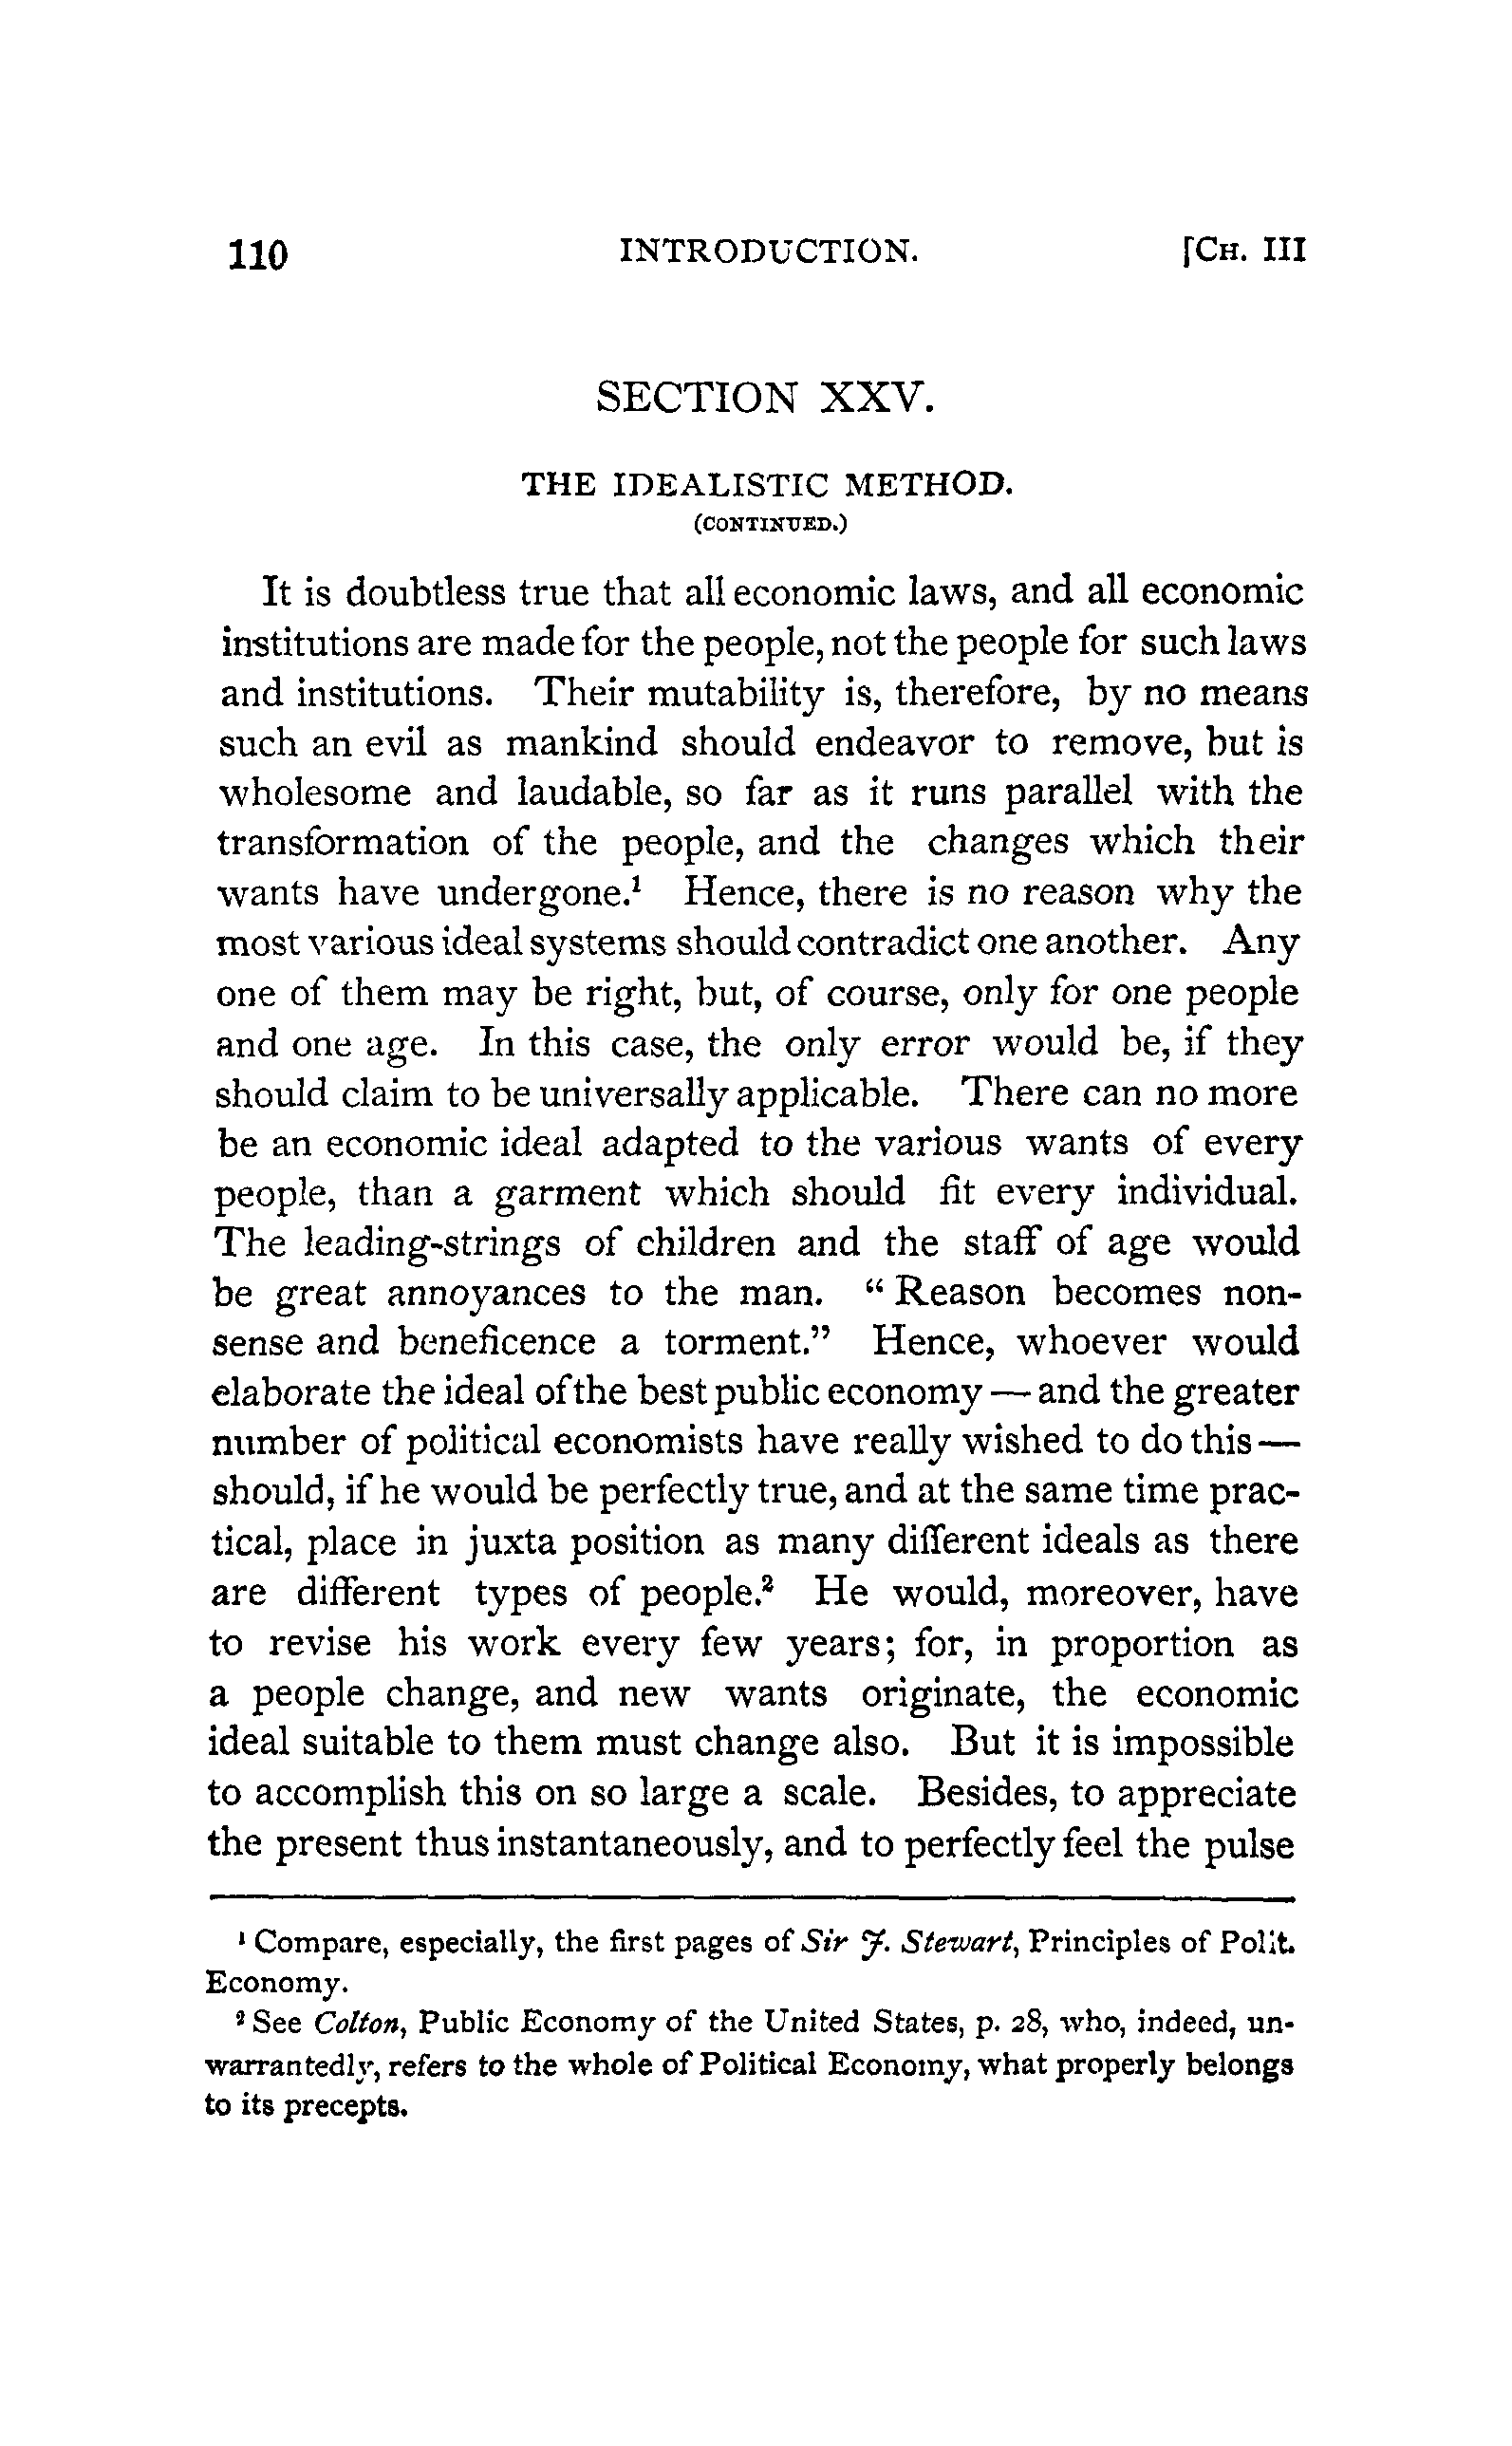 110 INTRODUCTION. [CH. III
SECTION XXV.
THE IDEALISTIC METHOD.
(CONTINUED.)
It is doubtless true that all economic laws, and all economic
institutions are made for the people, not the people for such laws
and institutions. Their mutability is, therefore, by no means
such an evil as mankind should endeavor to remove, but is
wholesome and laudable, so far as it runs parallel with the
transformation of the people, and the changes which their
wants have undergone.¹ Hence, there is no reason why the
most various ideal systems should contradict one another. Any
one of them may be right, but, of course, only for one people
and one age. In this case, the only error would be, if they
should claim to be universally applicable. There can no more
be an economic ideal adapted to the various wants of every
people, than a garment which should fit every individual.
The leading-strings of children and the staff of age would
be great annoyances to the man. “Reason becomes non-
sense and beneficence a torment.” Hence, whoever would
elaborate the ideal of the best public economy — and the greater
number of political economists have really wished to do this —
should, if he would be perfectly true, and at the same time prac-
tical, place in juxta position as many different ideals as there
are different types of people.² He would, moreover, have
to revise his work every few years; for, in proportion as
a people change, and new wants originate, the economic
ideal suitable to them must change also. But it is impossible
to accomplish this on so large a scale. Besides, to appreciate
the present thus instantaneously, and to perfectly feel the pulse
¹ Compare, especially, the first pages of Sir J. Stewart, Principles of Polit.
Economy.
² See Colton, Public Economy of the United States, p. 28, who, indeed, un-
warrantedly, refers to the whole of Political Economy, what properly belongs
to its precepts.